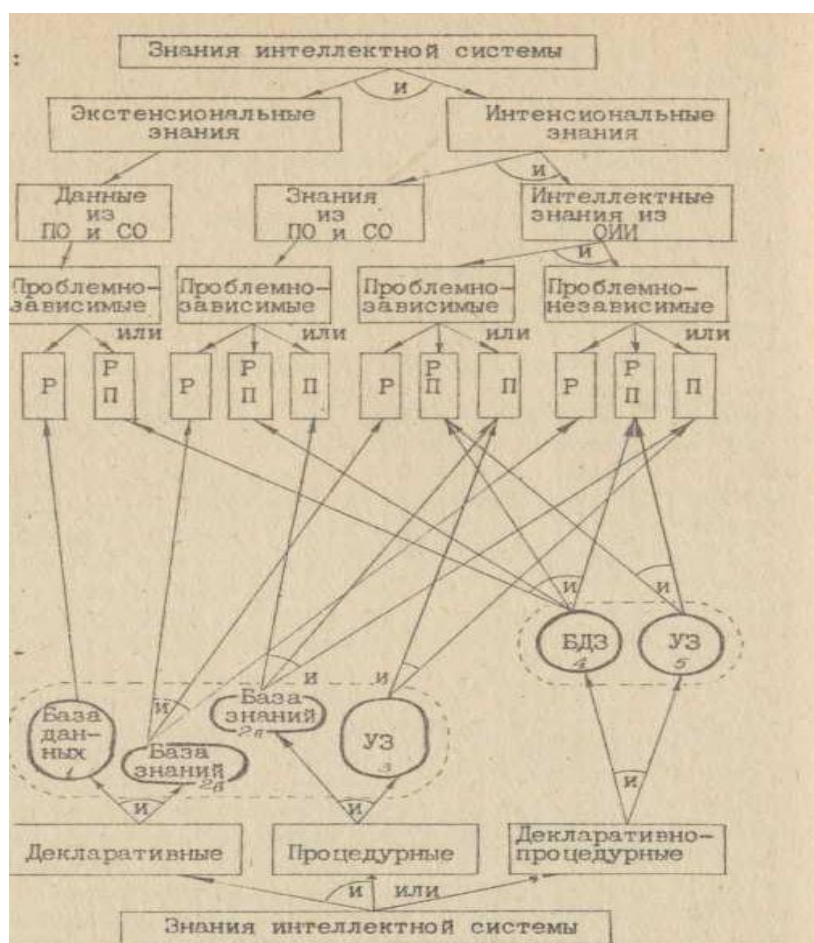 Знания интеллектной системы
:
и
Экстенсиональные
знания
Интенсиональные
знания
и
Данные
из
ПО и СО
Знания
из
ПО и СО
Интеллектные
знания из
ОИИ
и
Проблемно-
зависимые
Проблемно-
зависимые
Проблемно-
зависимые
Проблемно-
независимые
или
или
или
или
Р
Р
П
Р
Р
П
П
Р
Р
П
П
Р
Р
П
П
и
и
БДЗ
4
УЗ
5
и
и
и
База
дан-
ных
1
База
знаний
2в
База
знаний
2а
УЗ
3
и
и
и
Декларативные
Процедурные
Декларативно-
процедурные
и
или
Знания интеллектной системы